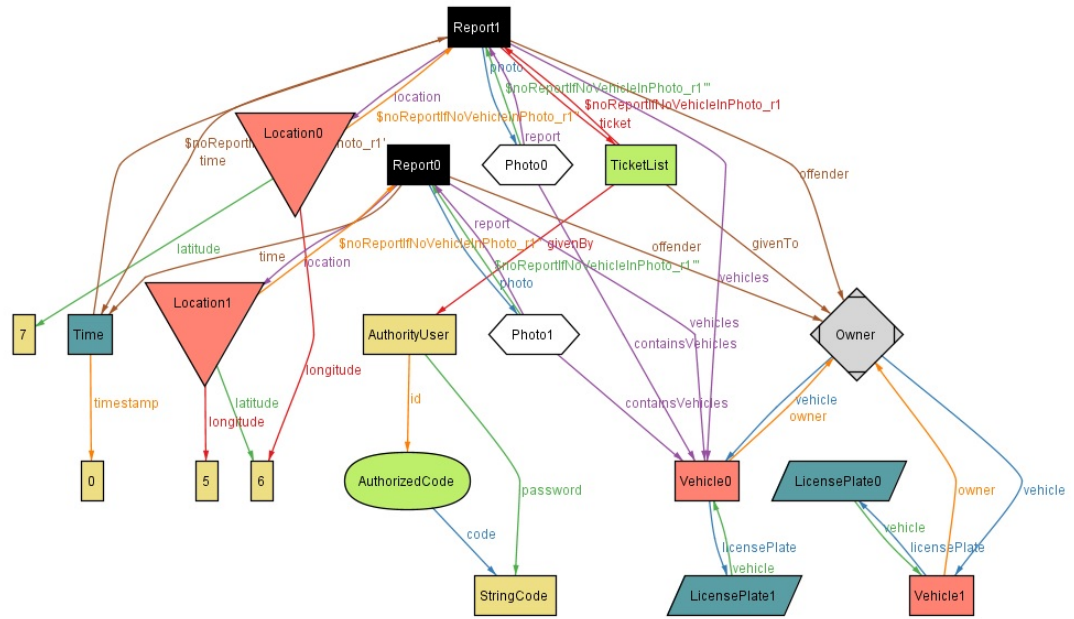 Report1
photo
$noReportIfNoVehicleInPhoto_r1'''
location
$noReportIfNoVehicleInPhoto_r1
$noReportIfNoVehicleInPhoto_r1''
ticket
Location0
report
time
Report0
Photo0
TicketList
offender
report
latitude
$noReportIfNoVehicleInPhoto_r1''
givenBy
offender
givenTo
time
location
$noReportIfNoVehicleInPhoto_r1'''
photo
vehicles
Location1
7
Time
AuthorityUser
Photo1
vehicles
Owner
containsVehicles
longitude
timestamp
latitude
id
containsVehicles
vehicle
longitude
owner
0
5
6
AuthorizedCode
password
Vehicle0
LicensePlate0
owner
vehicle
code
vehicle
licensePlate
licensePlate
vehicle
StringCode
LicensePlate1
Vehicle1